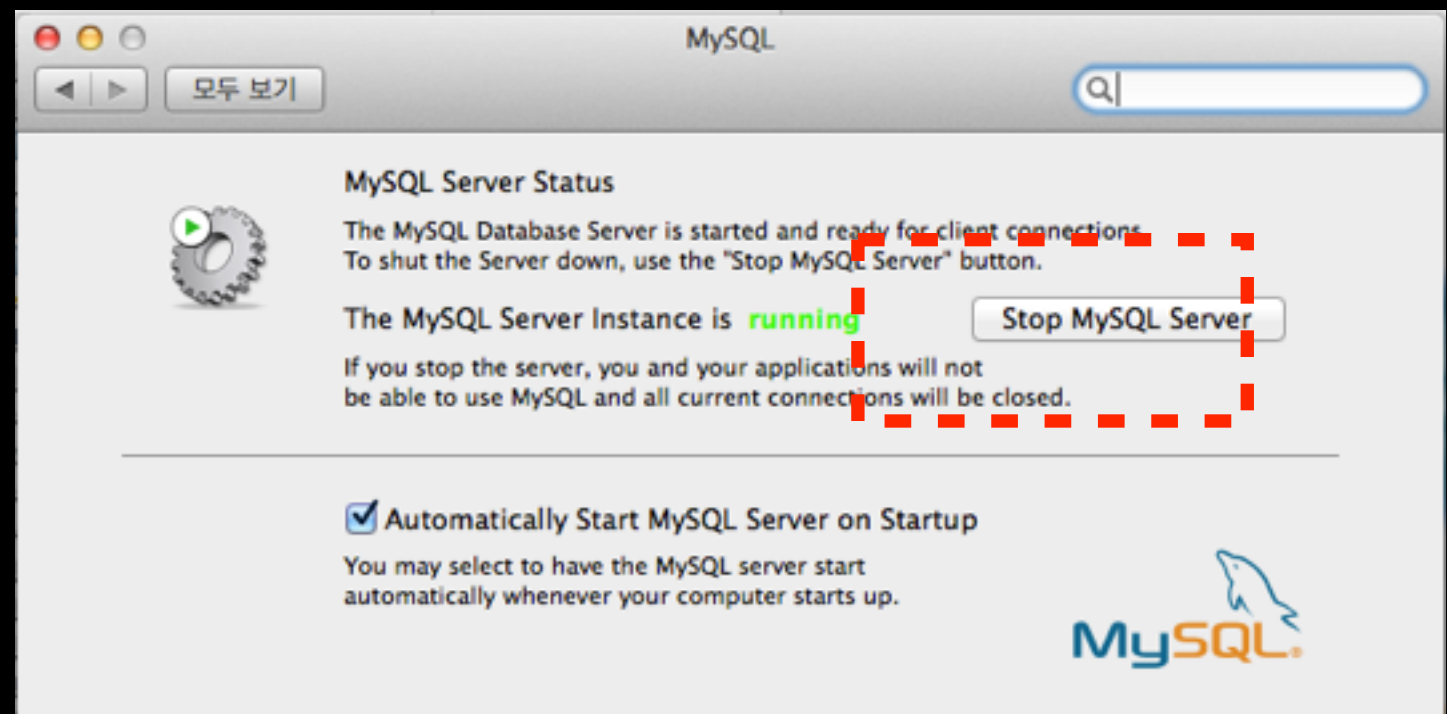 MySQL
모두 보기
MySQL Server Status
The MySQL Database Server is started and ready for client connections.
To shut the Server down, use the "Stop MySQL Server" button.
The MySQL Server Instance is running
Stop MySQL Server
If you stop the server, you and your applications will not
be able to use MySQL and all current connections will be closed.
Automatically Start MySQL Server on Startup
You may select to have the MySQL server start
automatically whenever your computer starts up.
MySQL®